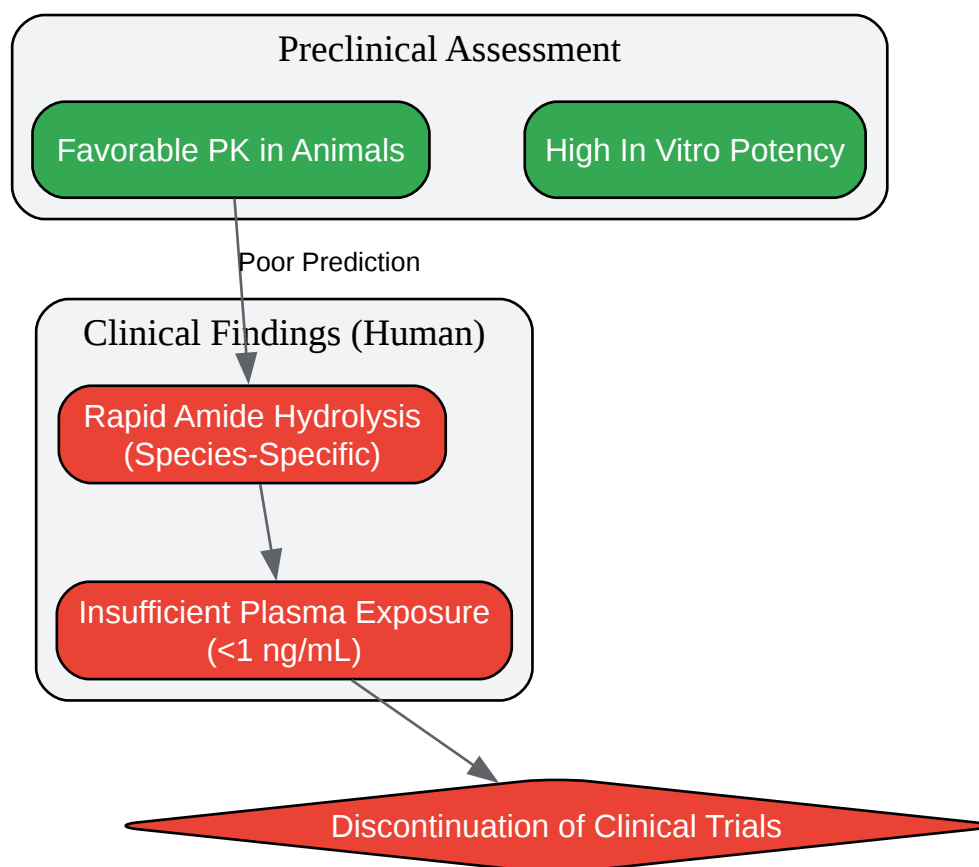 Preclinical Assessment
Favorable PK in Animals
High In Vitro Potency
Poor Prediction
Clinical Findings (Human)
Rapid Amide Hydrolysis
(Species-Specific)
Insufficient Plasma Exposure
(<1 ng/mL)
Discontinuation of Clinical Trials